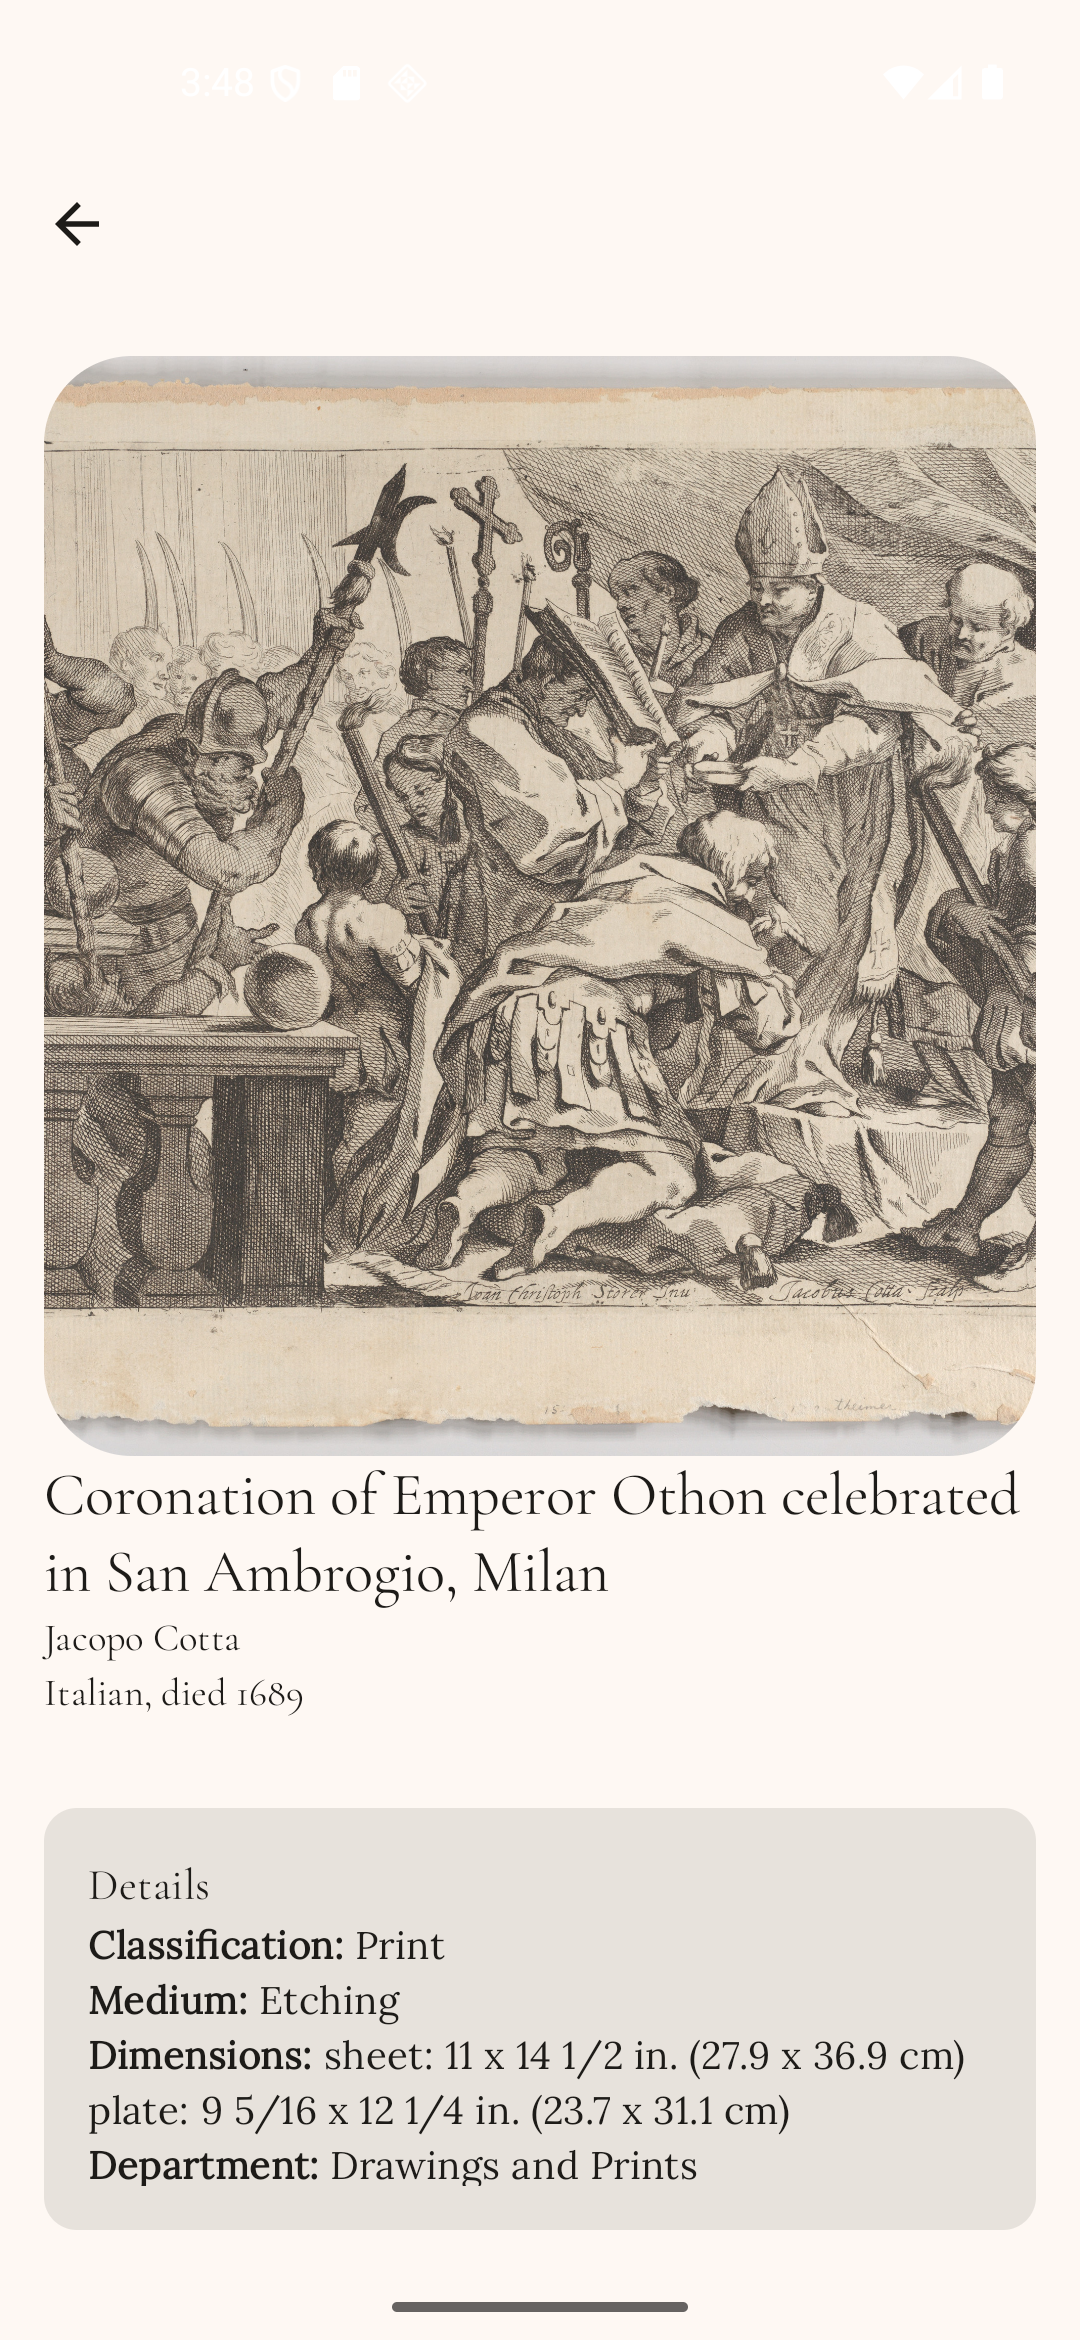 3:48
Joan Christoph Storer Inu
Jacobus Cotta Scalp
Coronation of Emperor Othon celebrated
in San Ambrogio, Milan
Jacopo Cotta
Italian, died 1689
Details
Classification: Print
Medium: Etching
Dimensions: sheet: 11 x 14 1/2 in. (27.9 x 36.9 cm)
plate: 9 5/16 x 12 1/4 in. (23.7 x 31.1 cm)
Department: Drawings and Prints